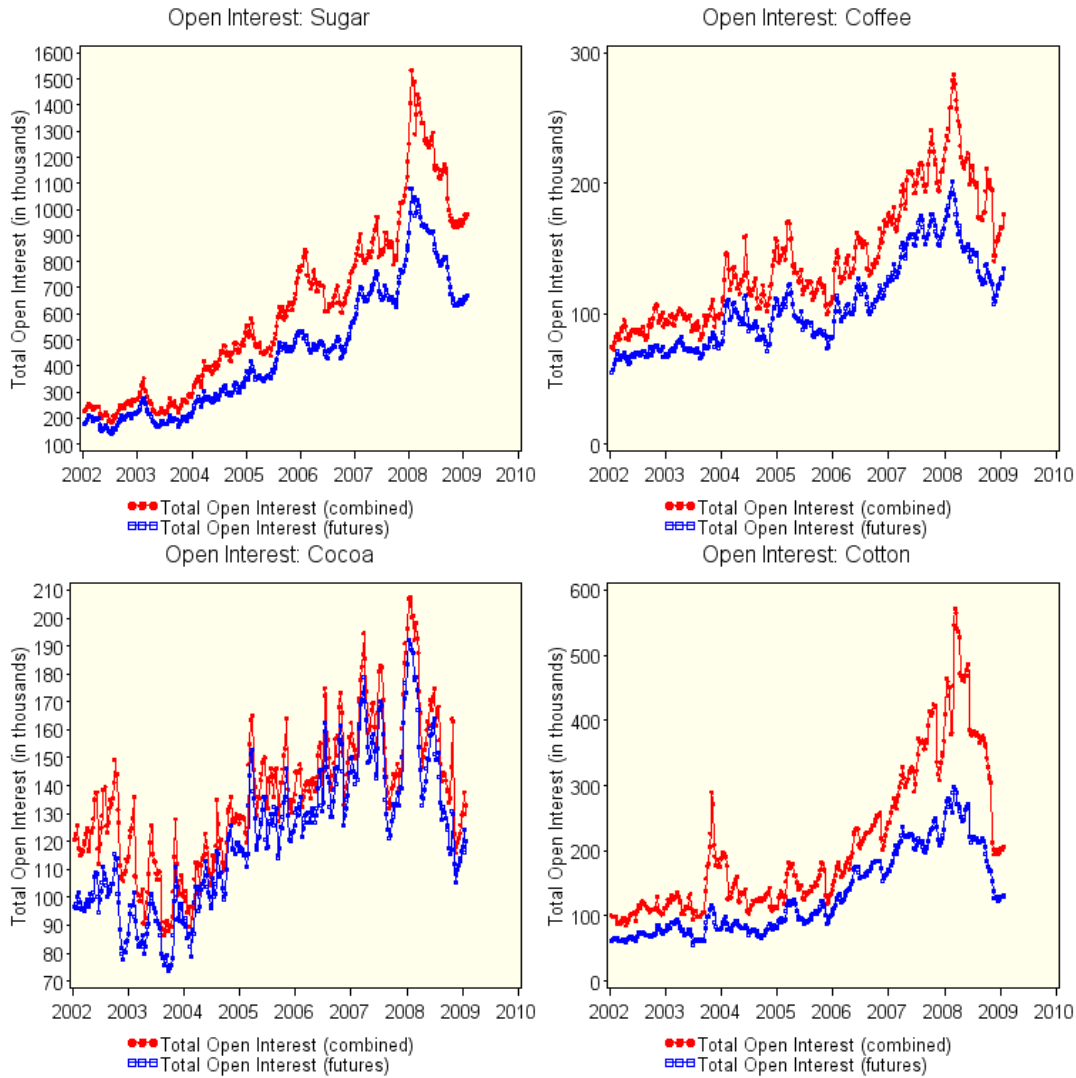 Open Interest: Sugar
Total Open Interest (in thousands)
1600
1500
1400
1300
1200
1100
1000
900
800
700
600
500
400
300
200
100
2002 2003 2004 2005 2006 2007 2008 2009 2010
Total Open Interest (combined)
Total Open Interest (futures)
Open Interest: Coffee
Total Open Interest (in thousands)
300
200
100
0
2002 2003 2004 2005 2006 2007 2008 2009 2010
Total Open Interest (combined)
Total Open Interest (futures)
Open Interest: Cocoa
Total Open Interest (in thousands)
210
200
190
180
170
160
150
140
130
120
110
100
90
80
70
2002 2003 2004 2005 2006 2007 2008 2009 2010
Total Open Interest (combined)
Total Open Interest (futures)
Open Interest: Cotton
Total Open Interest (in thousands)
600
500
400
300
200
100
0
2002 2003 2004 2005 2006 2007 2008 2009 2010
Total Open Interest (combined)
Total Open Interest (futures)